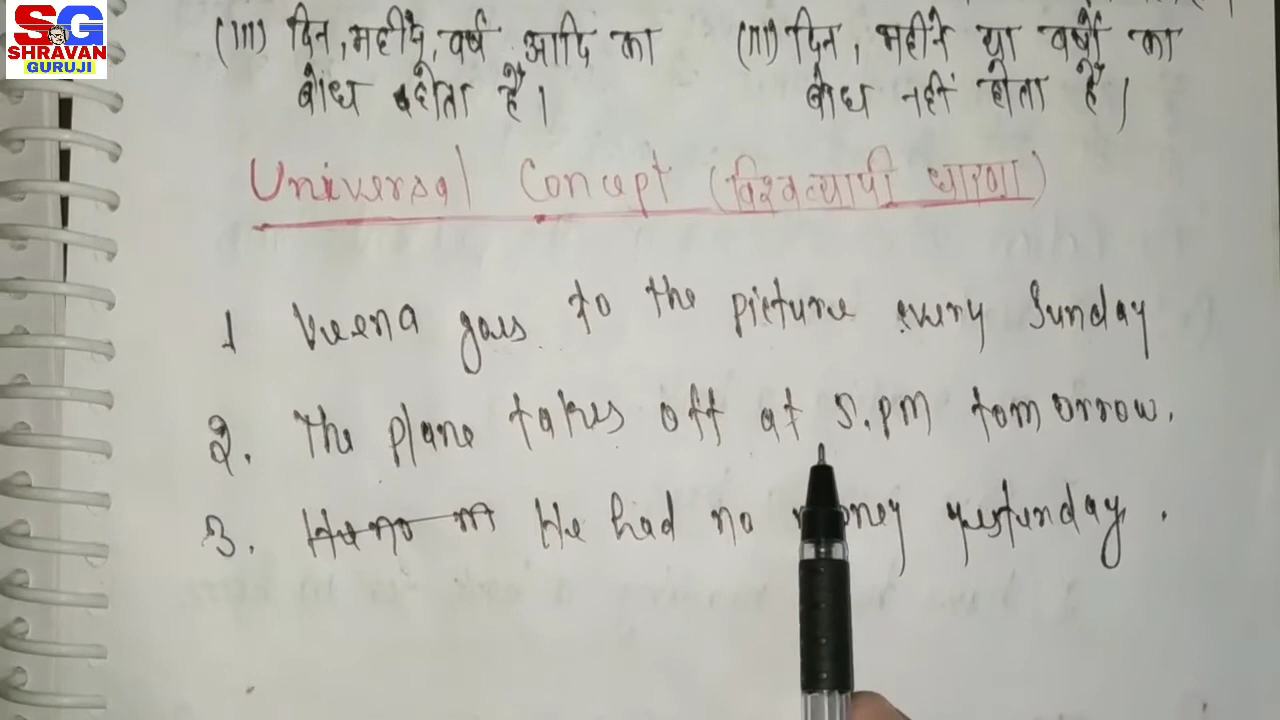 SG
SHRAVAN
GURUJI
(III) दिन, महीने, वर्ष आदि का
बोध होता है।
(III) दिन, महीने या वर्षों का
बोध नहीं होता है।
Universal Concept (विश्वव्यापी धारणा)
1 Veena goes to the picture every Sunday
2. The plane takes off at 5.pm tomorrow.
3. He no m He had no money yesterday.